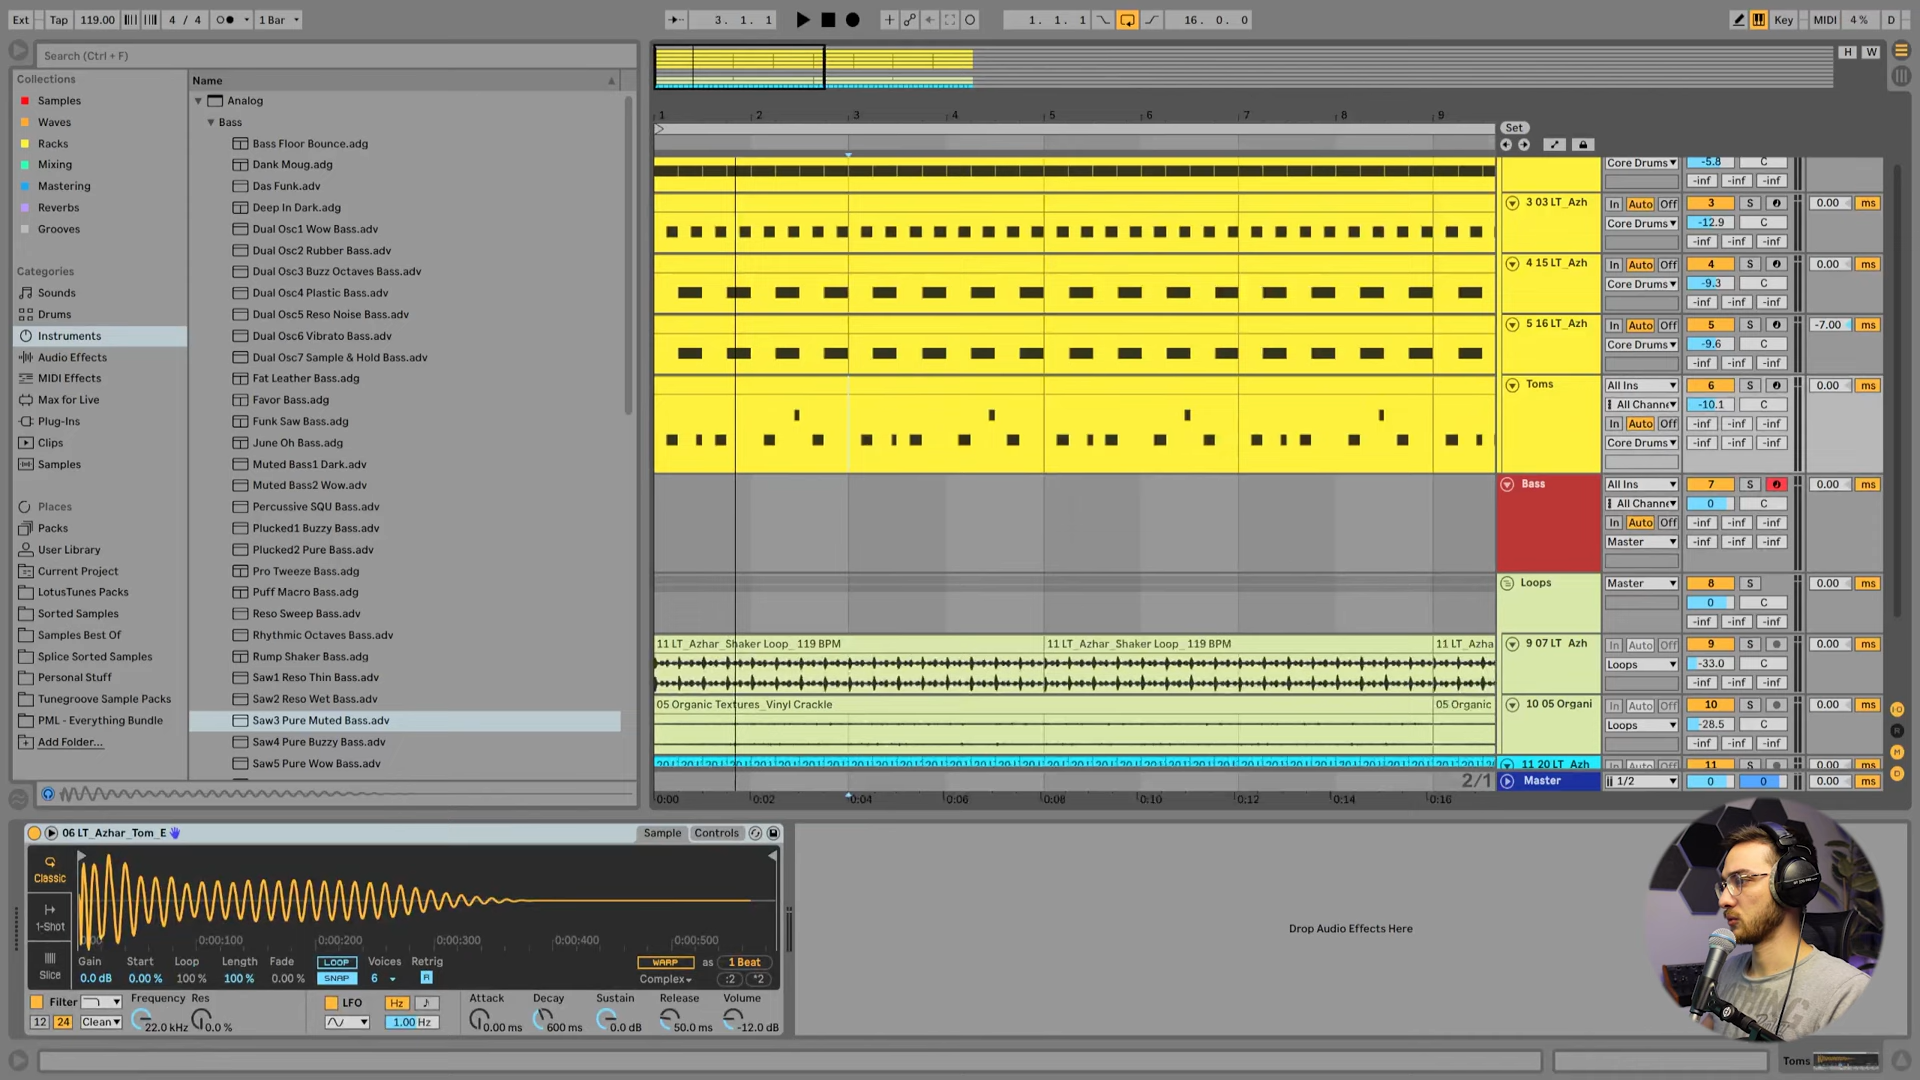 Ext Tap 119.00 4 / 4 1 Bar 3. 1. 1 1. 1. 1 16. 0. 0 Key MIDI 4 % D
Search (Ctrl + F)
H W
Collections
Samples
Waves
Racks
Mixing
Mastering
Reverbs
Grooves
Categories
Sounds
Drums
Instruments
Audio Effects
MIDI Effects
Max for Live
Plug-Ins
Clips
Samples
Places
Packs
User Library
Current Project
LotusTunes Packs
Sorted Samples
Samples Best Of
Splice Sorted Samples
Personal Stuff
Tunegroove Sample Packs
PML - Everything Bundle
Add Folder...
Name
Analog
Bass
Bass Floor Bounce.adg
Dank Moug.adg
Das Funk.adv
Deep In Dark.adg
Dual Osc1 Wow Bass.adv
Dual Osc2 Rubber Bass.adv
Dual Osc3 Buzz Octaves Bass.adv
Dual Osc4 Plastic Bass.adv
Dual Osc5 Reso Noise Bass.adv
Dual Osc6 Vibrato Bass.adv
Dual Osc7 Sample & Hold Bass.adv
Fat Leather Bass.adg
Favor Bass.adg
Funk Saw Bass.adg
June Oh Bass.adg
Muted Bass1 Dark.adv
Muted Bass2 Wow.adv
Percussive SQU Bass.adv
Plucked1 Buzzy Bass.adv
Plucked2 Pure Bass.adv
Pro Tweeze Bass.adg
Puff Macro Bass.adg
Reso Sweep Bass.adv
Rhythmic Octaves Bass.adv
Rump Shaker Bass.adg
Saw1 Reso Thin Bass.adv
Saw2 Reso Wet Bass.adv
Saw3 Pure Muted Bass.adv
Saw4 Pure Buzzy Bass.adv
Saw5 Pure Wow Bass.adv
1 2 3 4 5 6 7 8 9
Set
Core Drums -5.8 C
-inf -inf -inf
3 03 LT_Azh In Auto Off 3 S 0.00 ms
Core Drums -12.9 C
-inf -inf -inf
4 15 LT_Azh In Auto Off 4 S 0.00 ms
Core Drums -9.3 C
-inf -inf -inf
5 16 LT_Azh In Auto Off 5 S -7.00 ms
Core Drums -9.6 C
-inf -inf -inf
Toms All Ins 6 S 0.00 ms
All Chann -10.1 C
In Auto Off -inf -inf -inf
Core Drums -inf -inf -inf
Bass All Ins 7 S 0.00 ms
All Chann 0 C
In Auto Off -inf -inf -inf
Master -inf -inf -inf
Loops Master 8 S 0.00 ms
0 C
-inf -inf -inf
11 LT_Azhar_Shaker Loop_ 119 BPM 11 LT_Azhar_Shaker Loop_ 119 BPM 11 LT_Azha 9 07 LT_Azh In Auto Off 9 S 0.00 ms
Loops -33.0 C
-inf -inf -inf
05 Organic Textures_Vinyl Crackle 05 Organic 10 05 Organi In Auto Off 10 S 0.00 ms
Loops -28.5 C
-inf -inf -inf
11 20 LT_Azh In Auto Off 11 S 0.00 ms
2/1 Master 1/2 0 0 0.00 ms
0:00 0:02 0:04 0:06 0:08 0:10 0:12 0:14 0:16
06 LT_Azhar_Tom_E Sample Controls
Classic
1-Shot
Slice
0:00:100 0:00:200 0:00:300 0:00:400 0:00:500
Gain Start Loop Length Fade LOOP Voices Retrig WARP as 1 Beat
0.0 dB 0.00 % 100 % 100 % 0.00 % SNAP 6 R Complex :2 *2
Filter Frequency Res LFO Hz Attack Decay Sustain Release Volume
12 24 Clean 22.0 kHz 0.0 % 1.00 Hz 0.00 ms 600 ms 0.0 dB 50.0 ms -12.0 dB
Drop Audio Effects Here
Toms